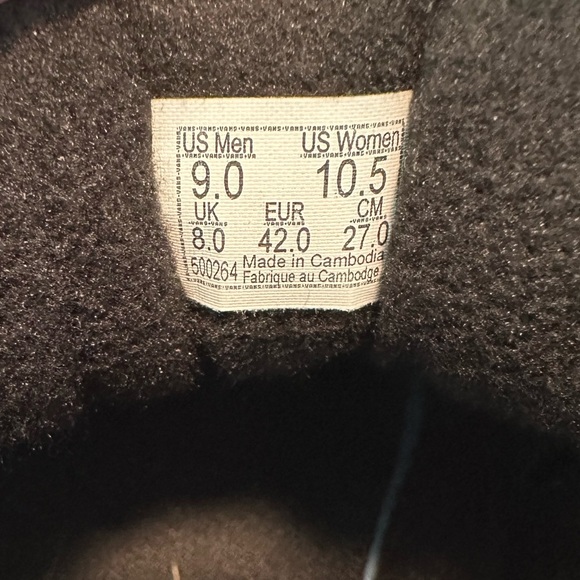 US Men US Women
9.0 10.5
UK EUR CM
8.0 42.0 27.0
500264 Made in Cambodia
Fabrique au Cambodge